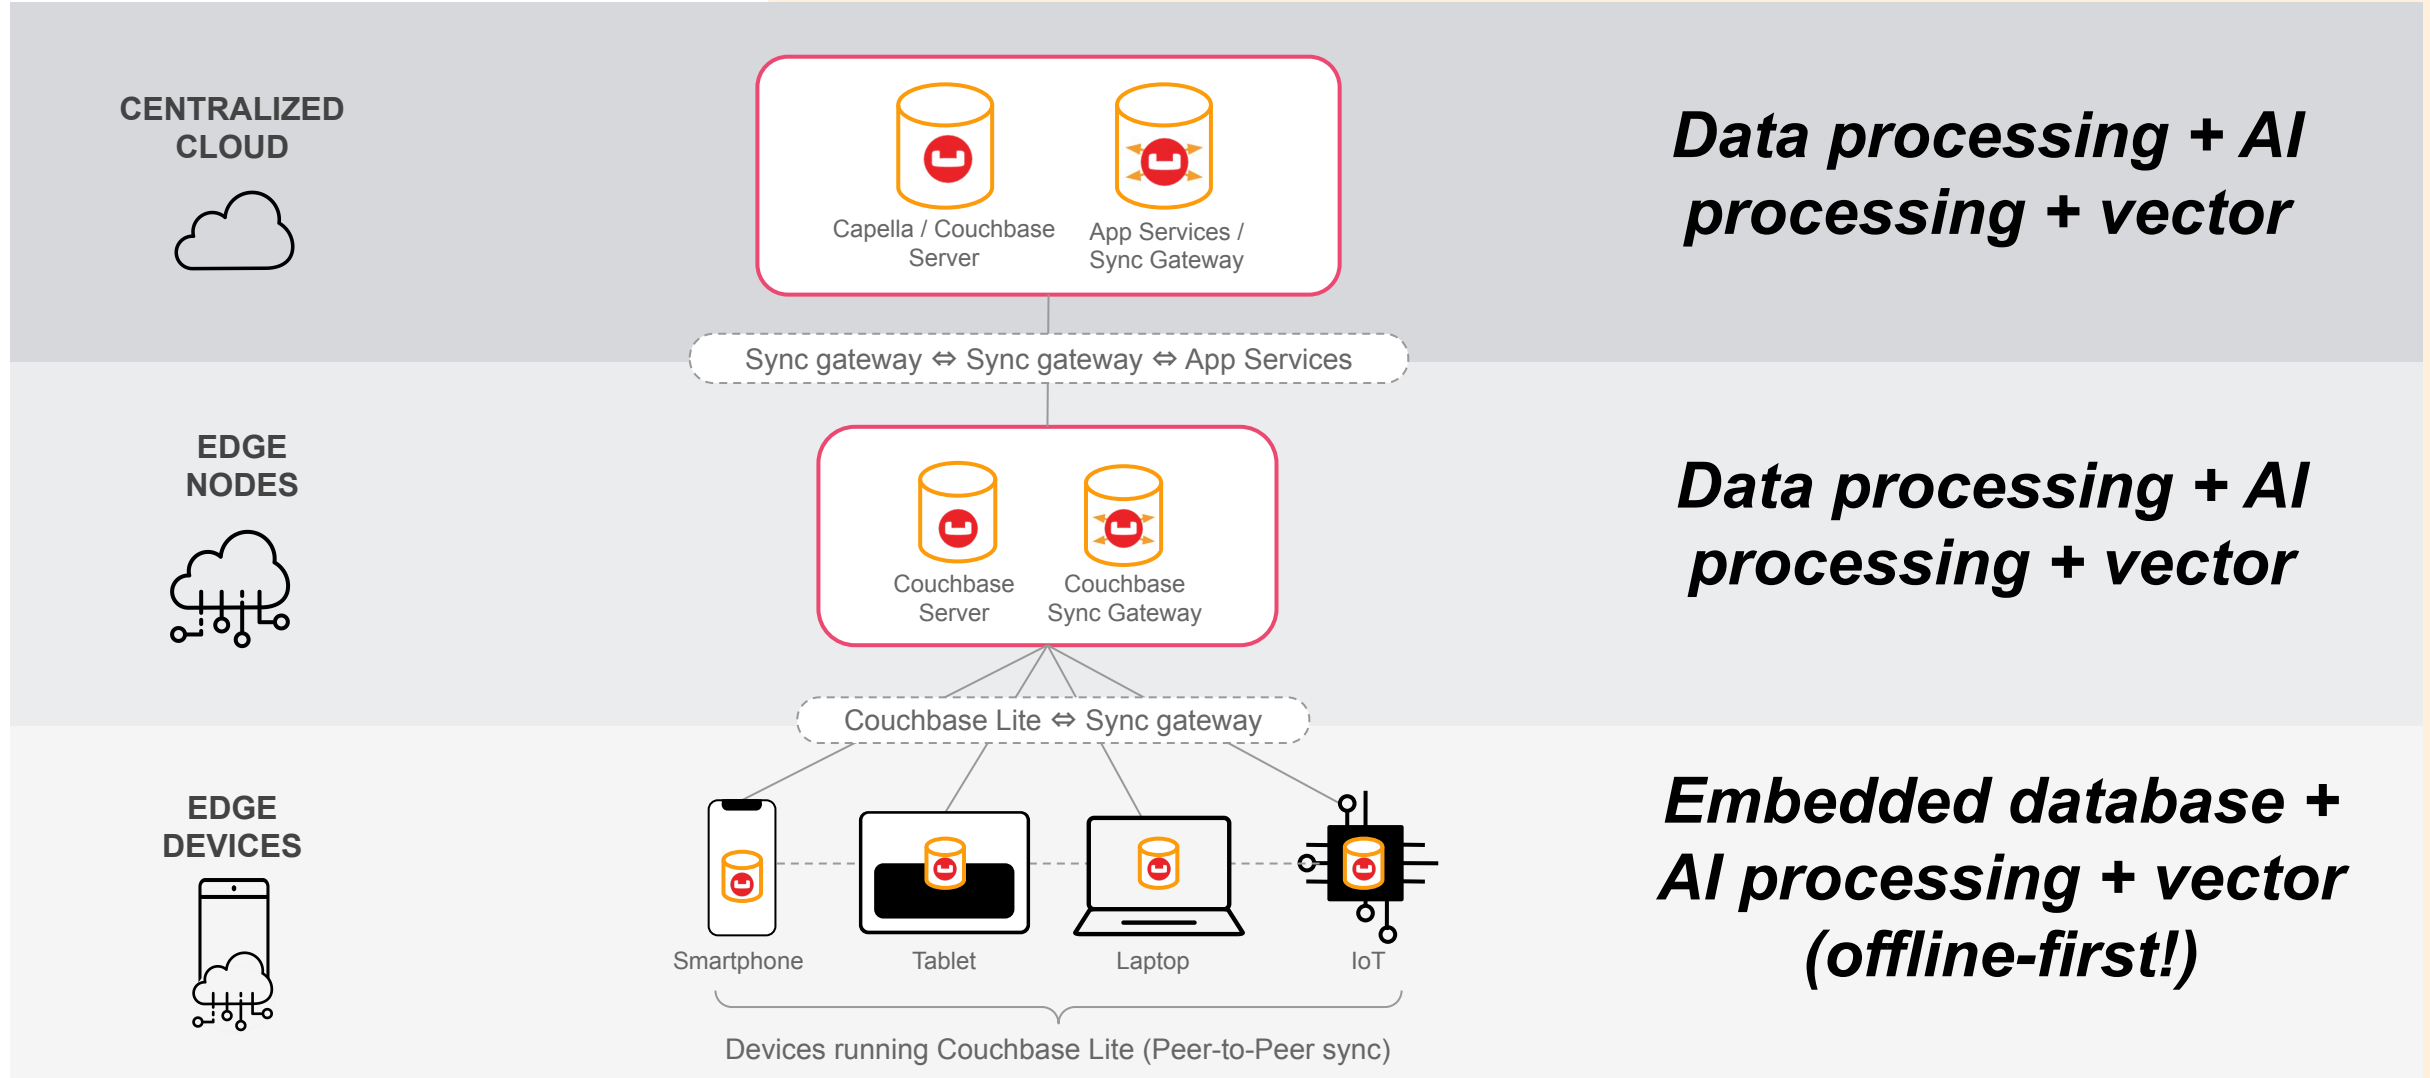 CENTRALIZED
CLOUD
Capella / Couchbase
Server
App Services /
Sync Gateway
Data processing + AI
processing + vector
Sync gateway ⇔ Sync gateway ⇔ App Services
EDGE
NODES
Couchbase
Server
Couchbase
Sync Gateway
Data processing + AI
processing + vector
Couchbase Lite ⇔ Sync gateway
EDGE
DEVICES
Smartphone
Tablet
Laptop
IoT
Devices running Couchbase Lite (Peer-to-Peer sync)
Embedded database +
AI processing + vector
(offline-first!)